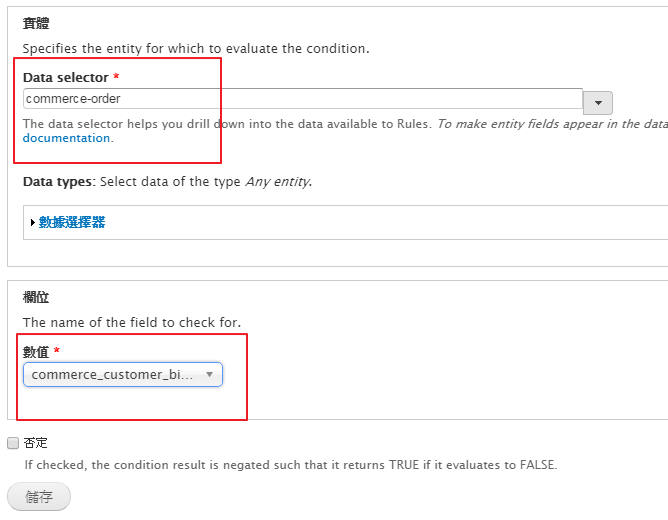 實體
Specifies the entity for which to evaluate the condition.
Data selector *
commerce-order
The data selector helps you drill down into the data available to Rules. To make entity fields appear in the data
documentation.
Data types: Select data of the type Any entity.
數據選擇器
欄位
The name of the field to check for.
數值 *
commerce_customer_bi...
否定
If checked, the condition result is negated such that it returns TRUE if it evaluates to FALSE.
儲存